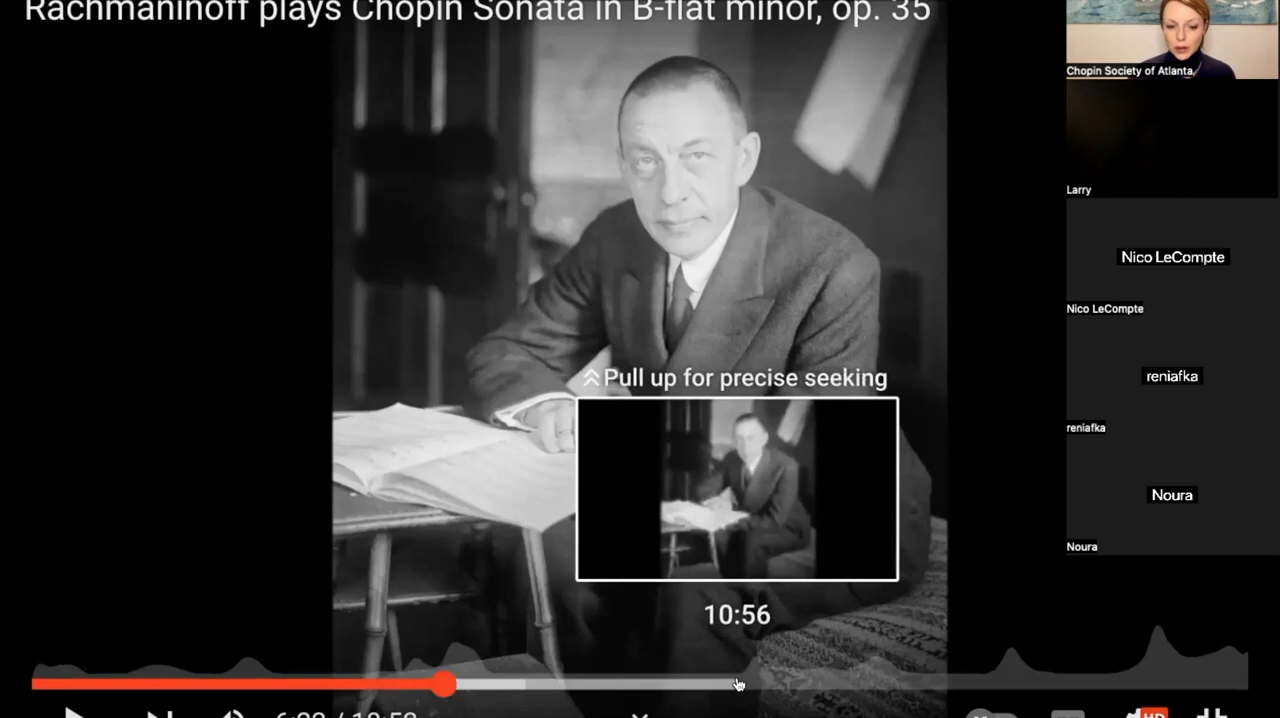 Rachmaninoff plays Chopin Sonata in B-flat minor, op. 35
Chopin Society of Atlanta
Larry
Nico LeCompte
Nico LeCompte
reniafka
reniafka
Noura
Noura
Pull up for precise seeking
10:56
HD